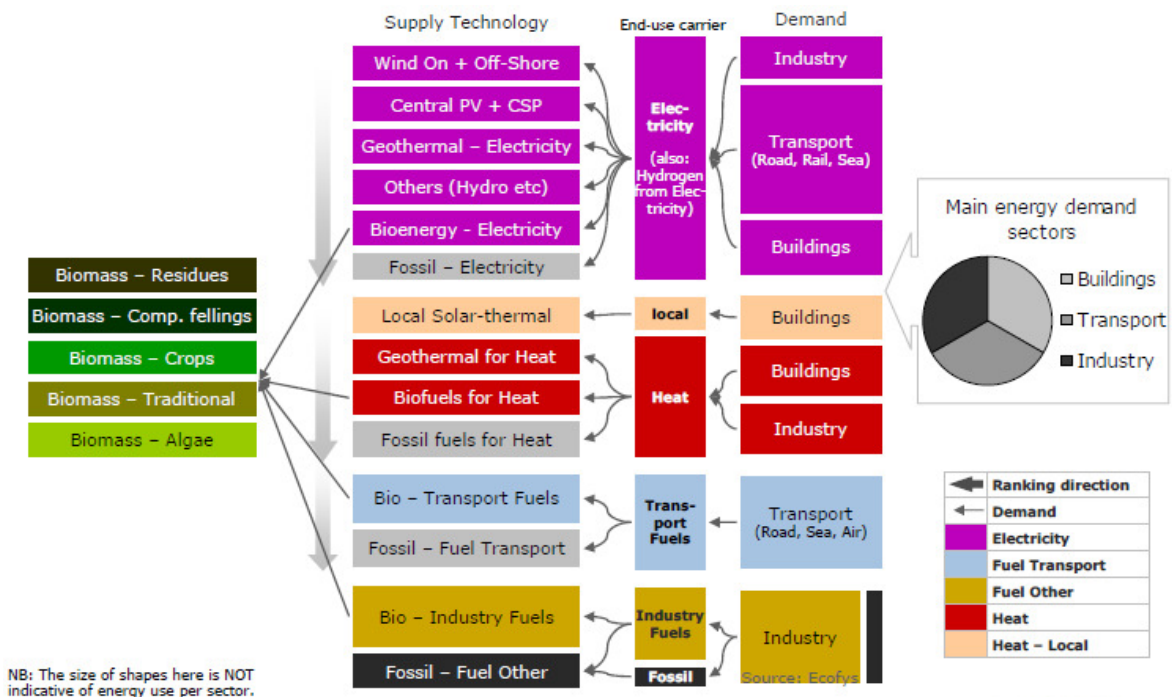 Supply Technology
End-use carrier
Demand
Wind On + Off-Shore
Central PV + CSP
Geothermal – Electricity
Others (Hydro etc)
Bioenergy - Electricity
Fossil – Electricity
Local Solar-thermal
Geothermal for Heat
Biofuels for Heat
Fossil fuels for Heat
Bio – Transport Fuels
Fossil – Fuel Transport
Bio – Industry Fuels
Fossil – Fuel Other
Elec-
tricity
(also:
Hydrogen
from Elec-
tricity)
local
Heat
Trans-
port
Fuels
Industry
Fuels
Fossil
Industry
Transport
(Road, Rail, Sea)
Buildings
Buildings
Buildings
Industry
Transport
(Road, Sea, Air)
Industry
Source: Ecofys
Biomass – Residues
Biomass – Comp. fellings
Biomass – Crops
Biomass – Traditional
Biomass – Algae
Main energy demand
sectors
Buildings
Transport
Industry
Ranking direction
Demand
Electricity
Fuel Transport
Fuel Other
Heat
Heat – Local
NB: The size of shapes here is NOT
indicative of energy use per sector.